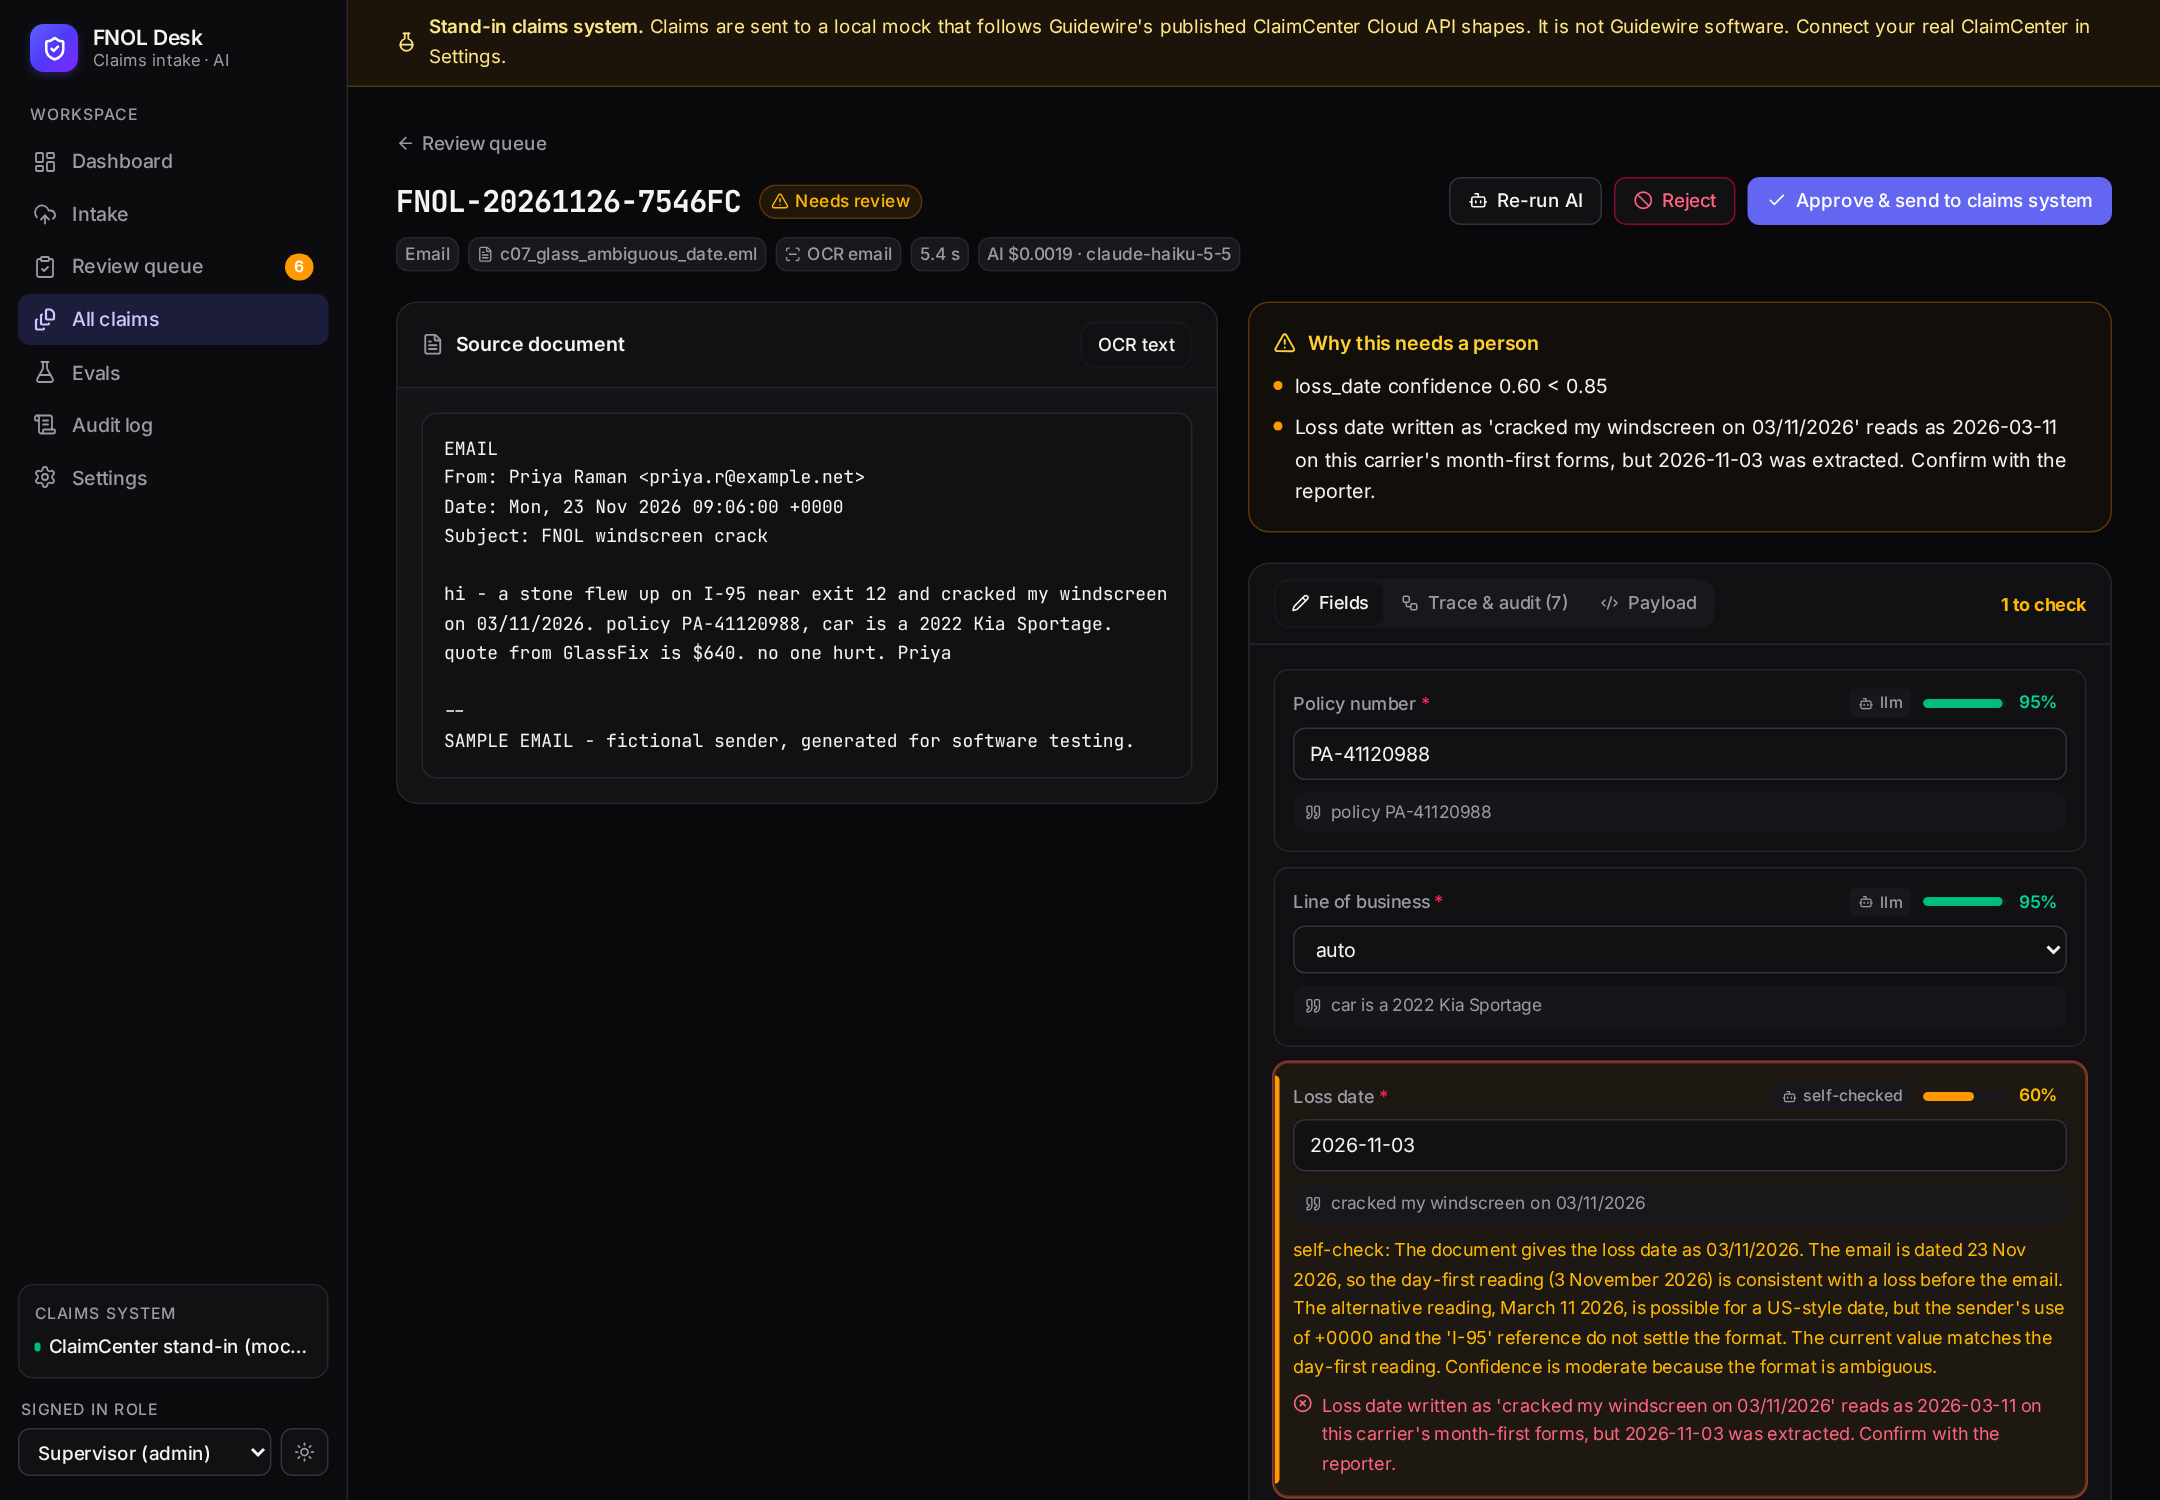 FNOL Desk
Claims intake · AI
WORKSPACE
Dashboard
Intake
Review queue
6
All claims
Evals
Audit log
Settings
CLAIMS SYSTEM
ClaimCenter stand-in (moc...
SIGNED IN ROLE
Supervisor (admin)
Stand-in claims system. Claims are sent to a local mock that follows Guidewire's published ClaimCenter Cloud API shapes. It is not Guidewire software. Connect your real ClaimCenter in
Settings.
Review queue
FNOL-20261126-7546FC
Needs review
Re-run AI
Reject
Approve & send to claims system
Email
c07_glass_ambiguous_date.eml
OCR email
5.4 s
AI $0.0019 · claude-haiku-5-5
Source document
OCR text
EMAIL
From: Priya Raman <priya.r@example.net>
Date: Mon, 23 Nov 2026 09:06:00 +0000
Subject: FNOL windscreen crack
hi - a stone flew up on I-95 near exit 12 and cracked my windscreen
on 03/11/2026. policy PA-41120988, car is a 2022 Kia Sportage.
quote from GlassFix is $640. no one hurt. Priya
--
SAMPLE EMAIL - fictional sender, generated for software testing.
Why this needs a person
loss_date confidence 0.60 < 0.85
Loss date written as 'cracked my windscreen on 03/11/2026' reads as 2026-03-11
on this carrier's month-first forms, but 2026-11-03 was extracted. Confirm with the
reporter.
Fields
Trace & audit (7)
Payload
1 to check
Policy number *
llm
95%
PA-41120988
policy PA-41120988
Line of business *
llm
95%
auto
car is a 2022 Kia Sportage
Loss date *
self-checked
60%
2026-11-03
cracked my windscreen on 03/11/2026
self-check: The document gives the loss date as 03/11/2026. The email is dated 23 Nov
2026, so the day-first reading (3 November 2026) is consistent with a loss before the email.
The alternative reading, March 11 2026, is possible for a US-style date, but the sender's use
of +0000 and the 'I-95' reference do not settle the format. The current value matches the
day-first reading. Confidence is moderate because the format is ambiguous.
Loss date written as 'cracked my windscreen on 03/11/2026' reads as 2026-03-11 on
this carrier's month-first forms, but 2026-11-03 was extracted. Confirm with the
reporter.